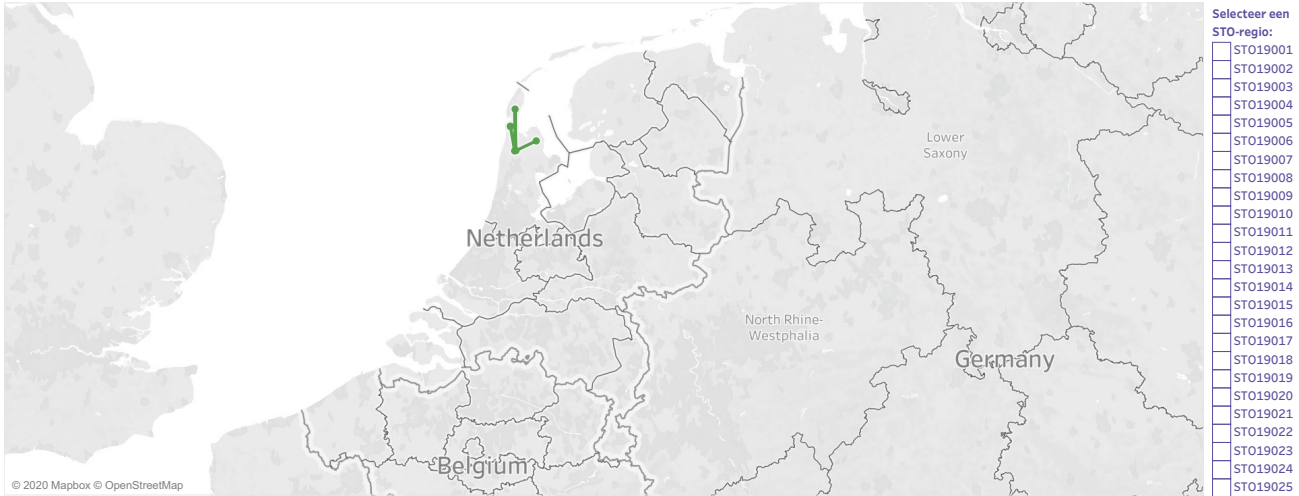 Selecteer een
STO-regio:
STO19001
STO19002
STO19003
STO19004
STO19005
STO19006
STO19007
STO19008
STO19009
STO19010
STO19011
STO19012
STO19013
STO19014
STO19015
STO19016
STO19017
STO19018
STO19019
STO19020
STO19021
STO19022
STO19023
STO19024
STO19025
Lower
Saxony
Netherlands
North Rhine-
Westphalia
Germany
Belgium
© 2020 Mapbox © OpenStreetMap